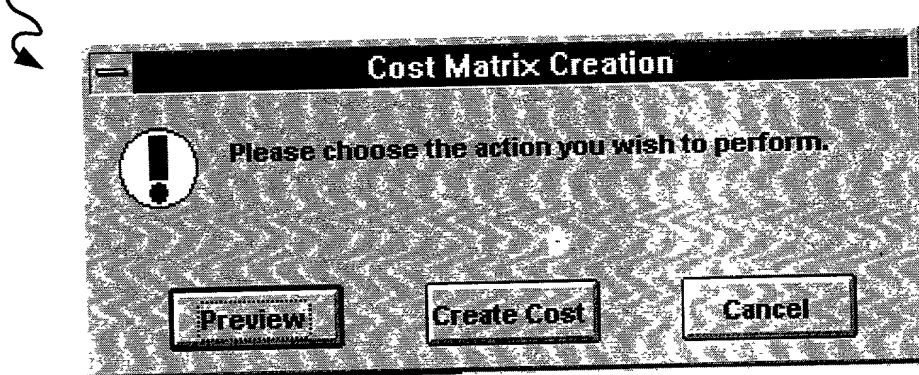 Cost Matrix Creation
Please choose the action you wish to perform.
Preview Create Cost Cancel